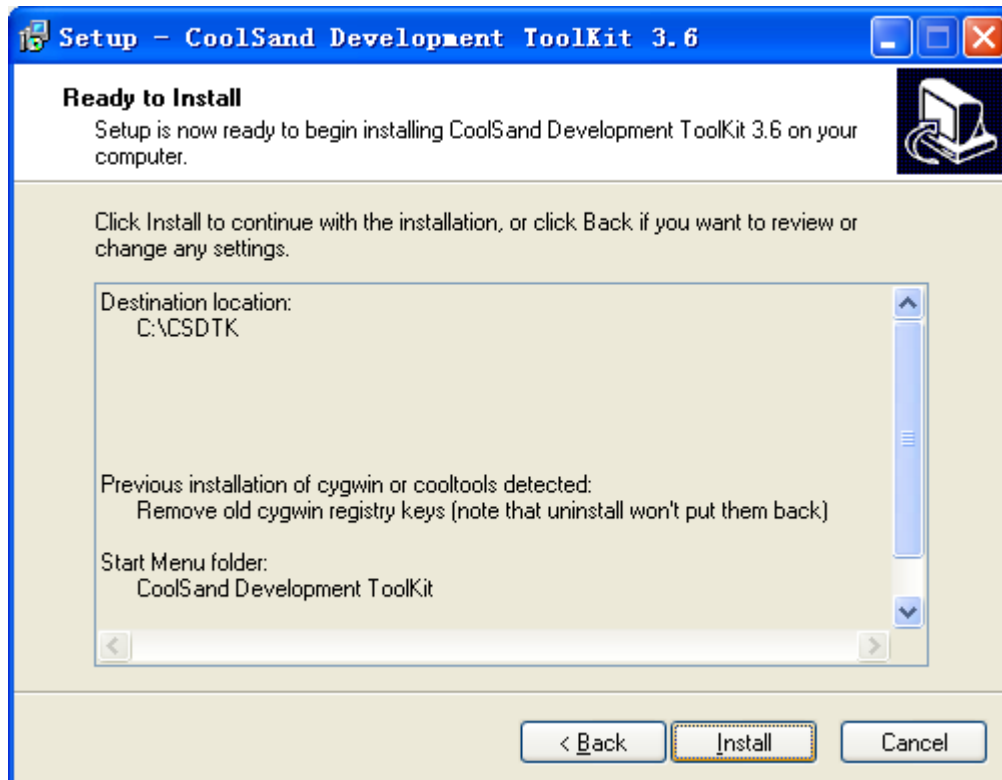 Setup - CoolSand Development ToolKit 3.6
Ready to Install
Setup is now ready to begin installing CoolSand Development ToolKit 3.6 on your
computer.
Click Install to continue with the installation, or click Back if you want to review or
change any settings.
Destination location:
C:\CSDTK
Previous installation of cygwin or cooltools detected:
Remove old cygwin registry keys (note that uninstall won't put them back)
Start Menu folder:
CoolSand Development ToolKit
< Back
Install
Cancel